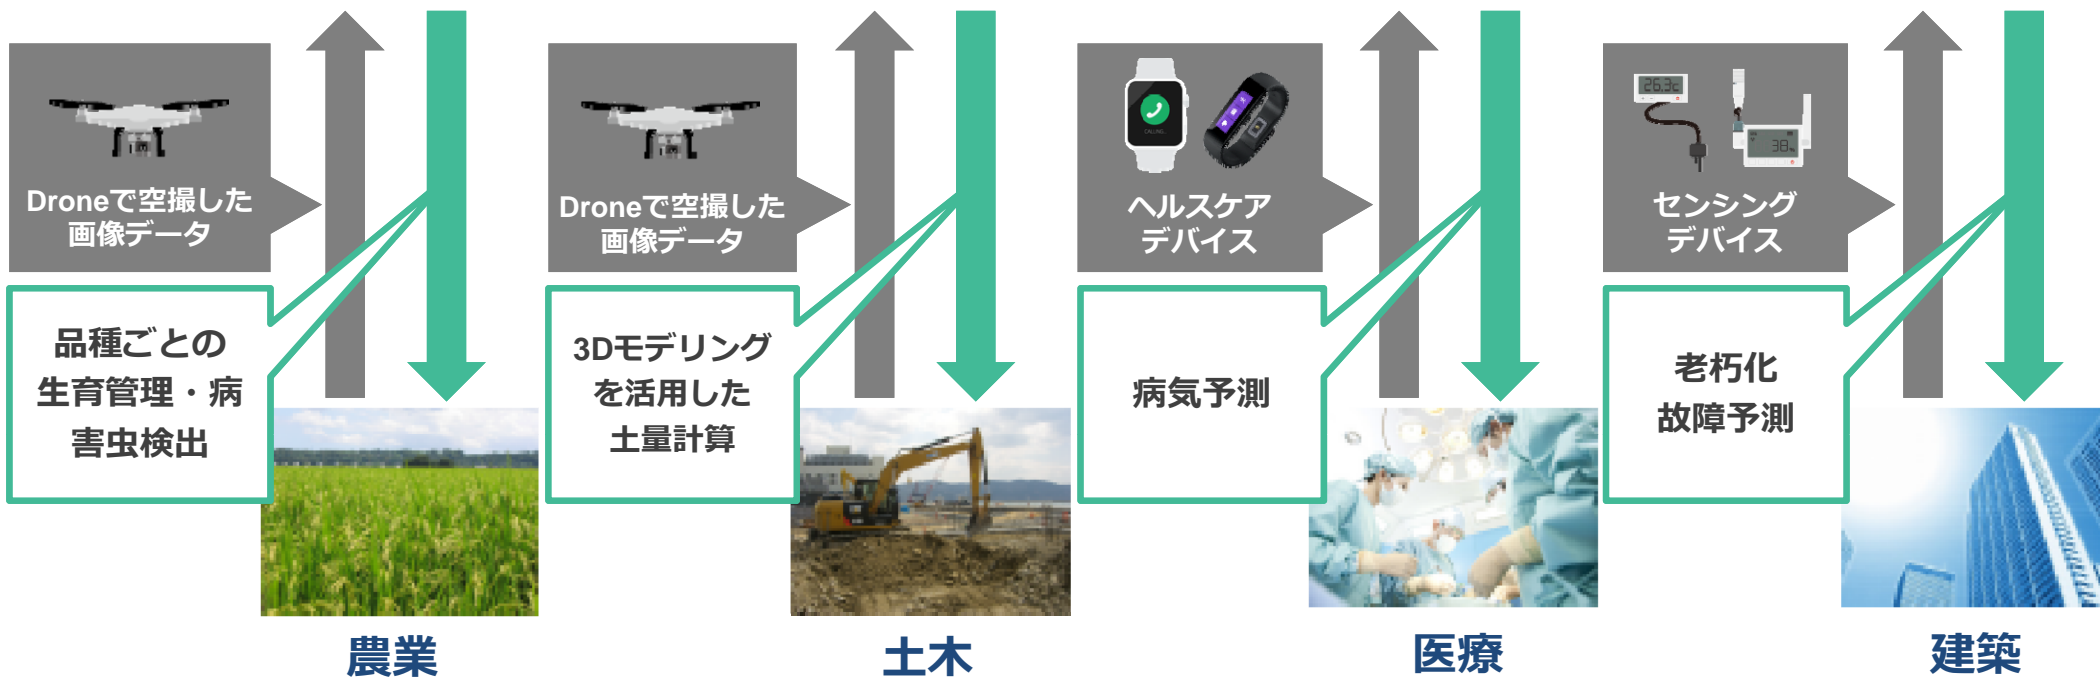 Droneで空撮した
画像データ
品種ごとの
生育管理・病
害虫検出
農業
Droneで空撮した
画像データ
3Dモデリング
を活用した
土量計算
土木
CALLING...
ヘルスケア
デバイス
病気予測
医療
26.3c
38%
センシング
デバイス
老朽化
故障予測
建築